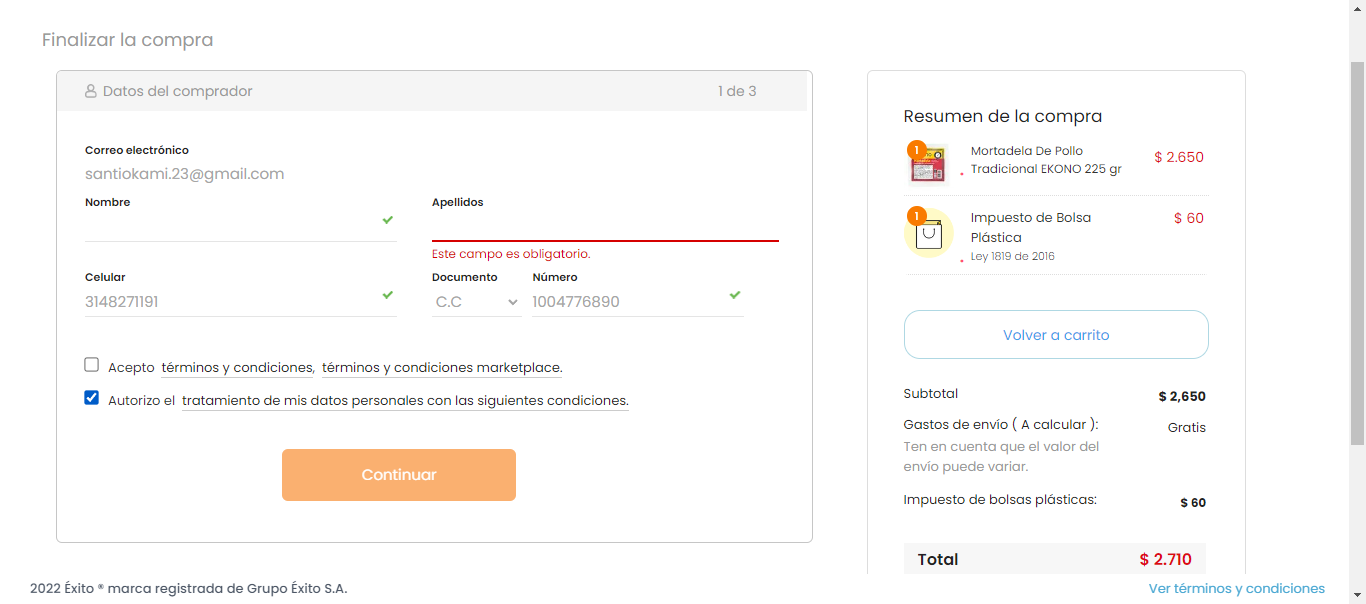 Finalizar la compra
Datos del comprador
1 de 3
Correo electrónico
santiokami.23@gmail.com
Nombre
Apellidos
Este campo es obligatorio.
Celular
3148271191
Documento
C.C
Número
1004776890
Acepto términos y condiciones, términos y condiciones marketplace.
Autorizo el tratamiento de mis datos personales con las siguientes condiciones.
Continuar
Resumen de la compra
1
Mortadela De Pollo
Tradicional EKONO 225 gr
$ 2.650
1
Impuesto de Bolsa
Plástica
Ley 1819 de 2016
$ 60
Volver a carrito
Subtotal
$ 2,650
Gastos de envío ( A calcular ):
Gratis
Ten en cuenta que el valor del
envío puede variar.
Impuesto de bolsas plásticas:
$ 60
Total
$ 2.710
2022 Éxito ® marca registrada de Grupo Éxito S.A.
Ver términos y condiciones